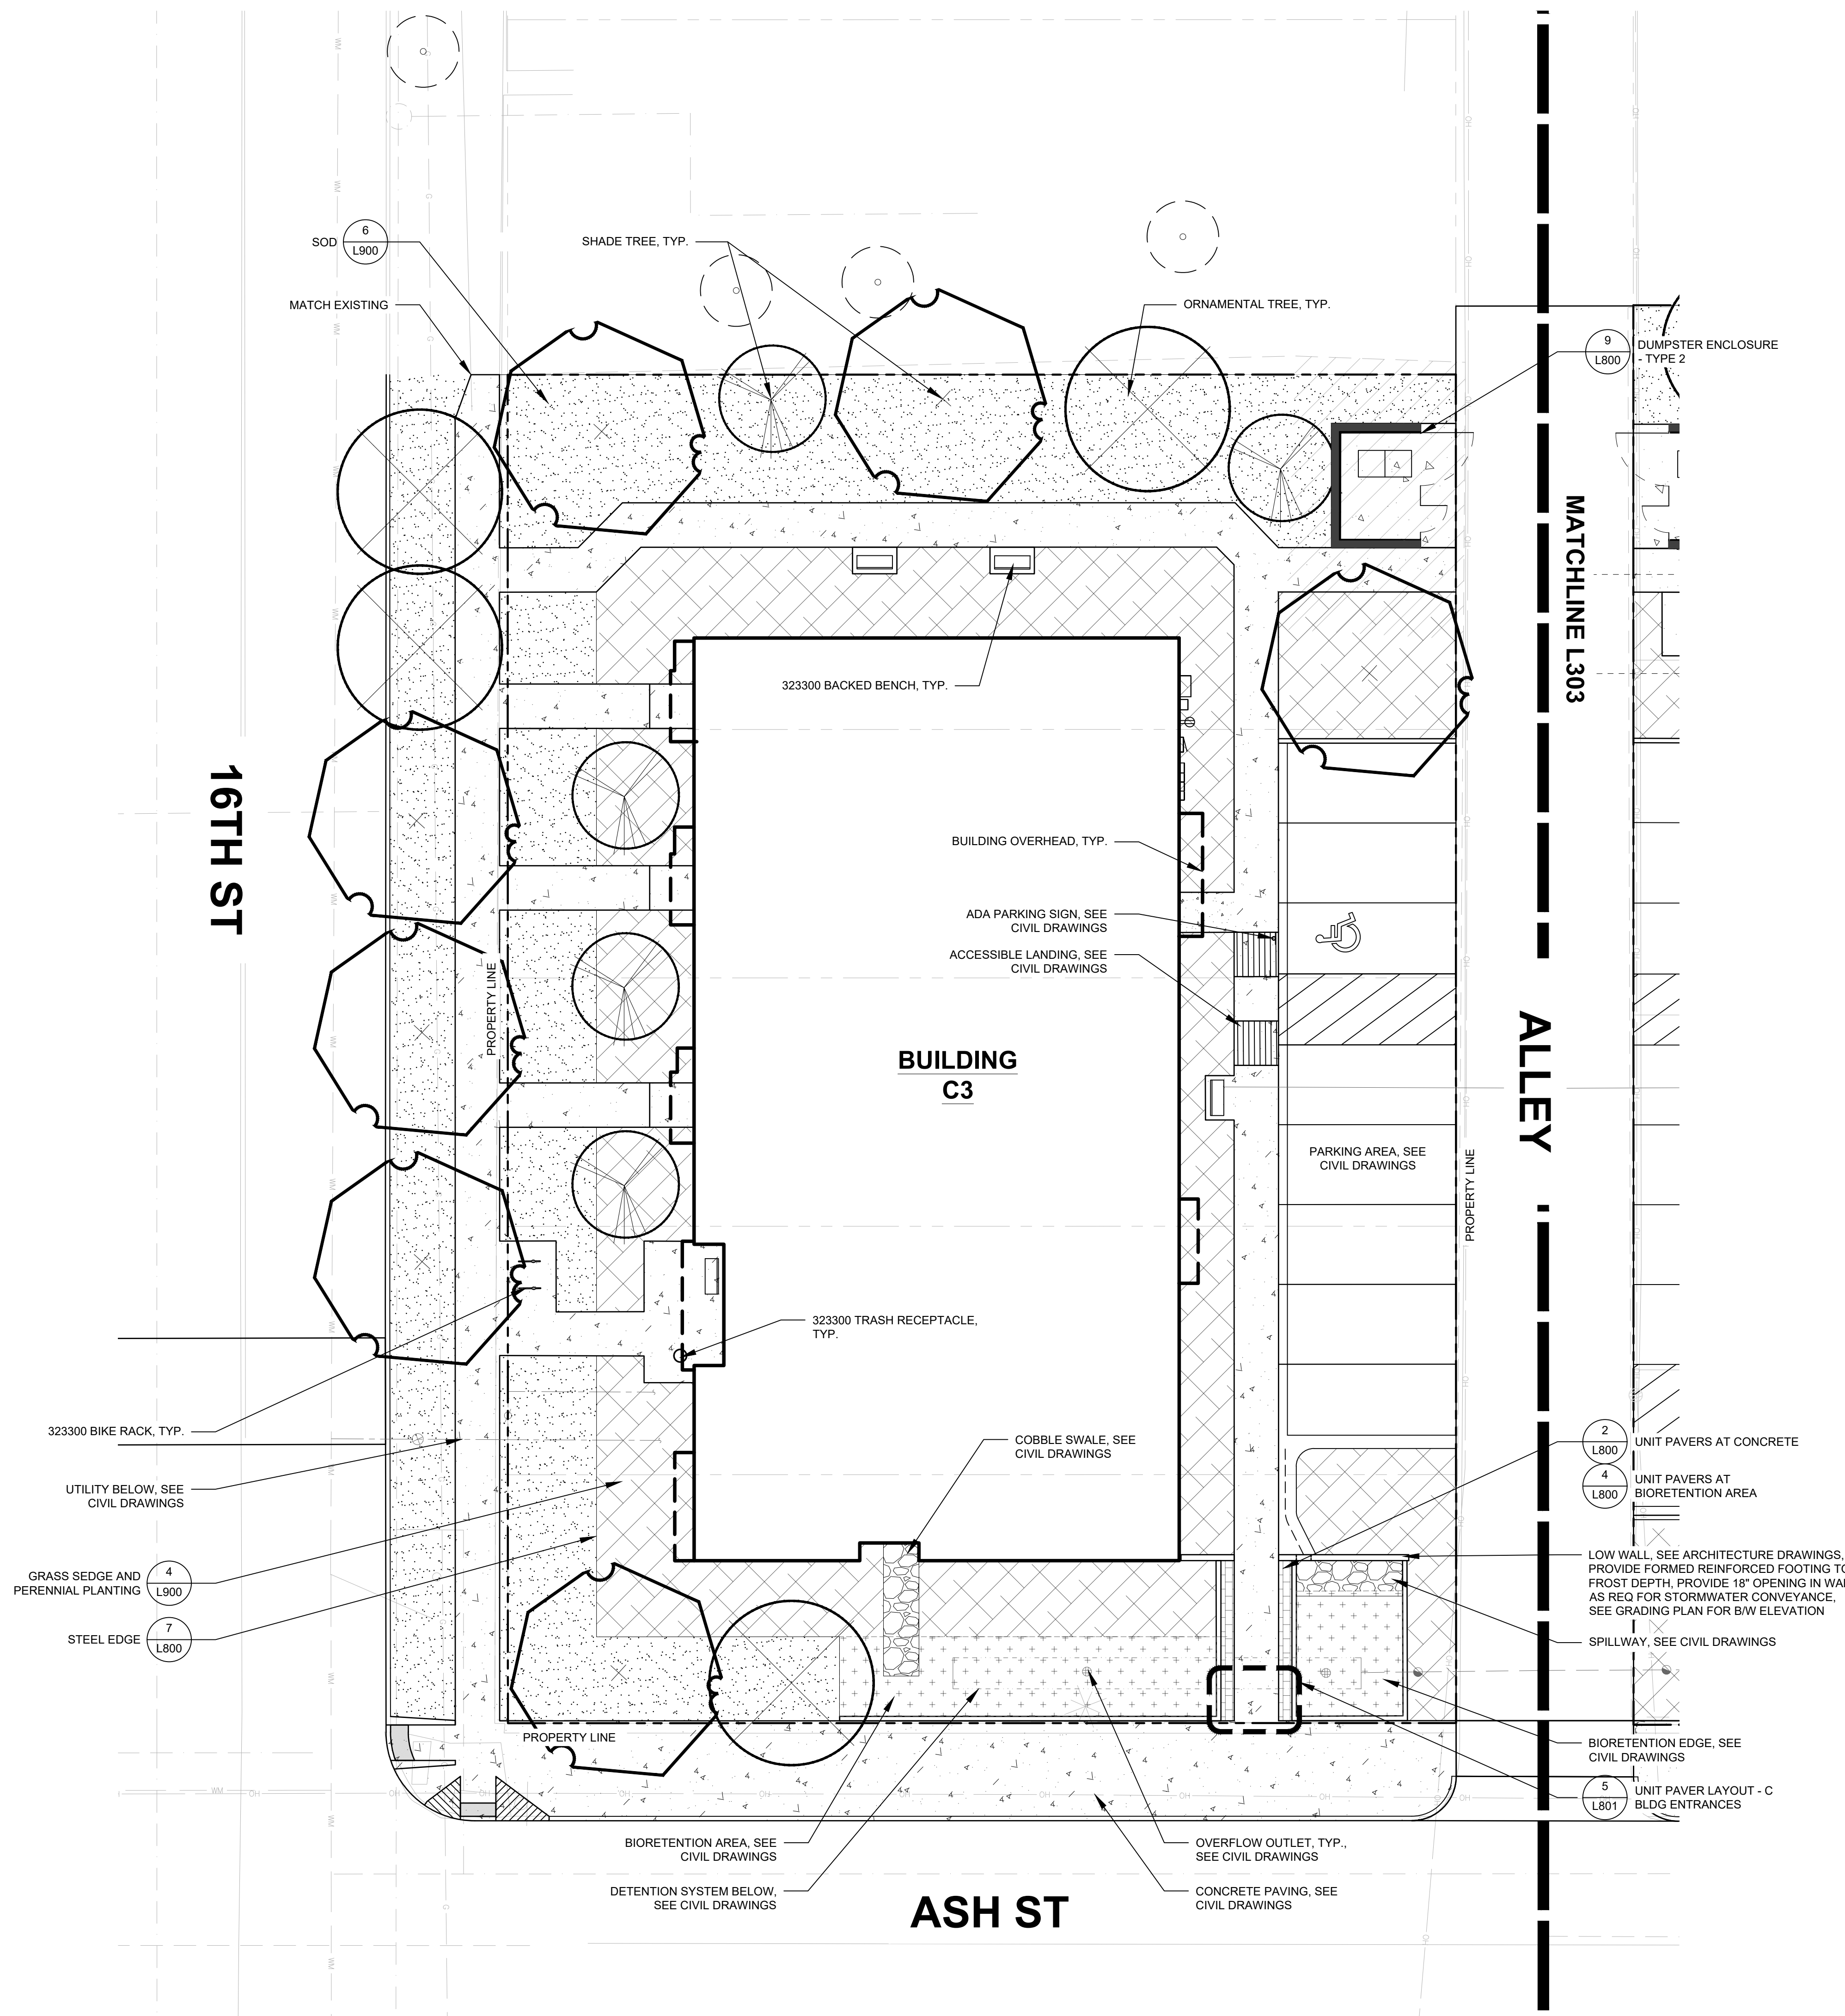 SOD
6
L900
SHADE TREE, TYP.
MATCH EXISTING
ORNAMENTAL TREE, TYP.
9
L800
DUMPSTER ENCLOSURE
- TYPE 2
MATCHLINE L303
323300 BACKED BENCH, TYP.
16TH ST
BUILDING OVERHEAD, TYP.
ADA PARKING SIGN, SEE
CIVIL DRAWINGS
ACCESSIBLE LANDING, SEE
CIVIL DRAWINGS
PROPERTY LINE
BUILDING
C3
ALLEY
PARKING AREA, SEE
CIVIL DRAWINGS
PROPERTY LINE
323300 TRASH RECEPTACLE,
TYP.
323300 BIKE RACK, TYP.
COBBLE SWALE, SEE
CIVIL DRAWINGS
2
L800
UNIT PAVERS AT CONCRETE
4
L800
UNIT PAVERS AT
BIORETENTION AREA
UTILITY BELOW, SEE
CIVIL DRAWINGS
GRASS SEDGE AND
PERENNIAL PLANTING
4
L900
STEEL EDGE
7
L800
LOW WALL, SEE ARCHITECTURE DRAWINGS,
PROVIDE FORMED REINFORCED FOOTING TO
FROST DEPTH, PROVIDE 18" OPENING IN WAL
AS REQ FOR STORMWATER CONVEYANCE,
SEE GRADING PLAN FOR B/W ELEVATION
SPILLWAY, SEE CIVIL DRAWINGS
PROPERTY LINE
BIORETENTION EDGE, SEE
CIVIL DRAWINGS
5
L801
UNIT PAVER LAYOUT - C
BLDG ENTRANCES
BIORETENTION AREA, SEE
CIVIL DRAWINGS
OVERFLOW OUTLET, TYP.,
SEE CIVIL DRAWINGS
DETENTION SYSTEM BELOW,
SEE CIVIL DRAWINGS
CONCRETE PAVING, SEE
CIVIL DRAWINGS
ASH ST